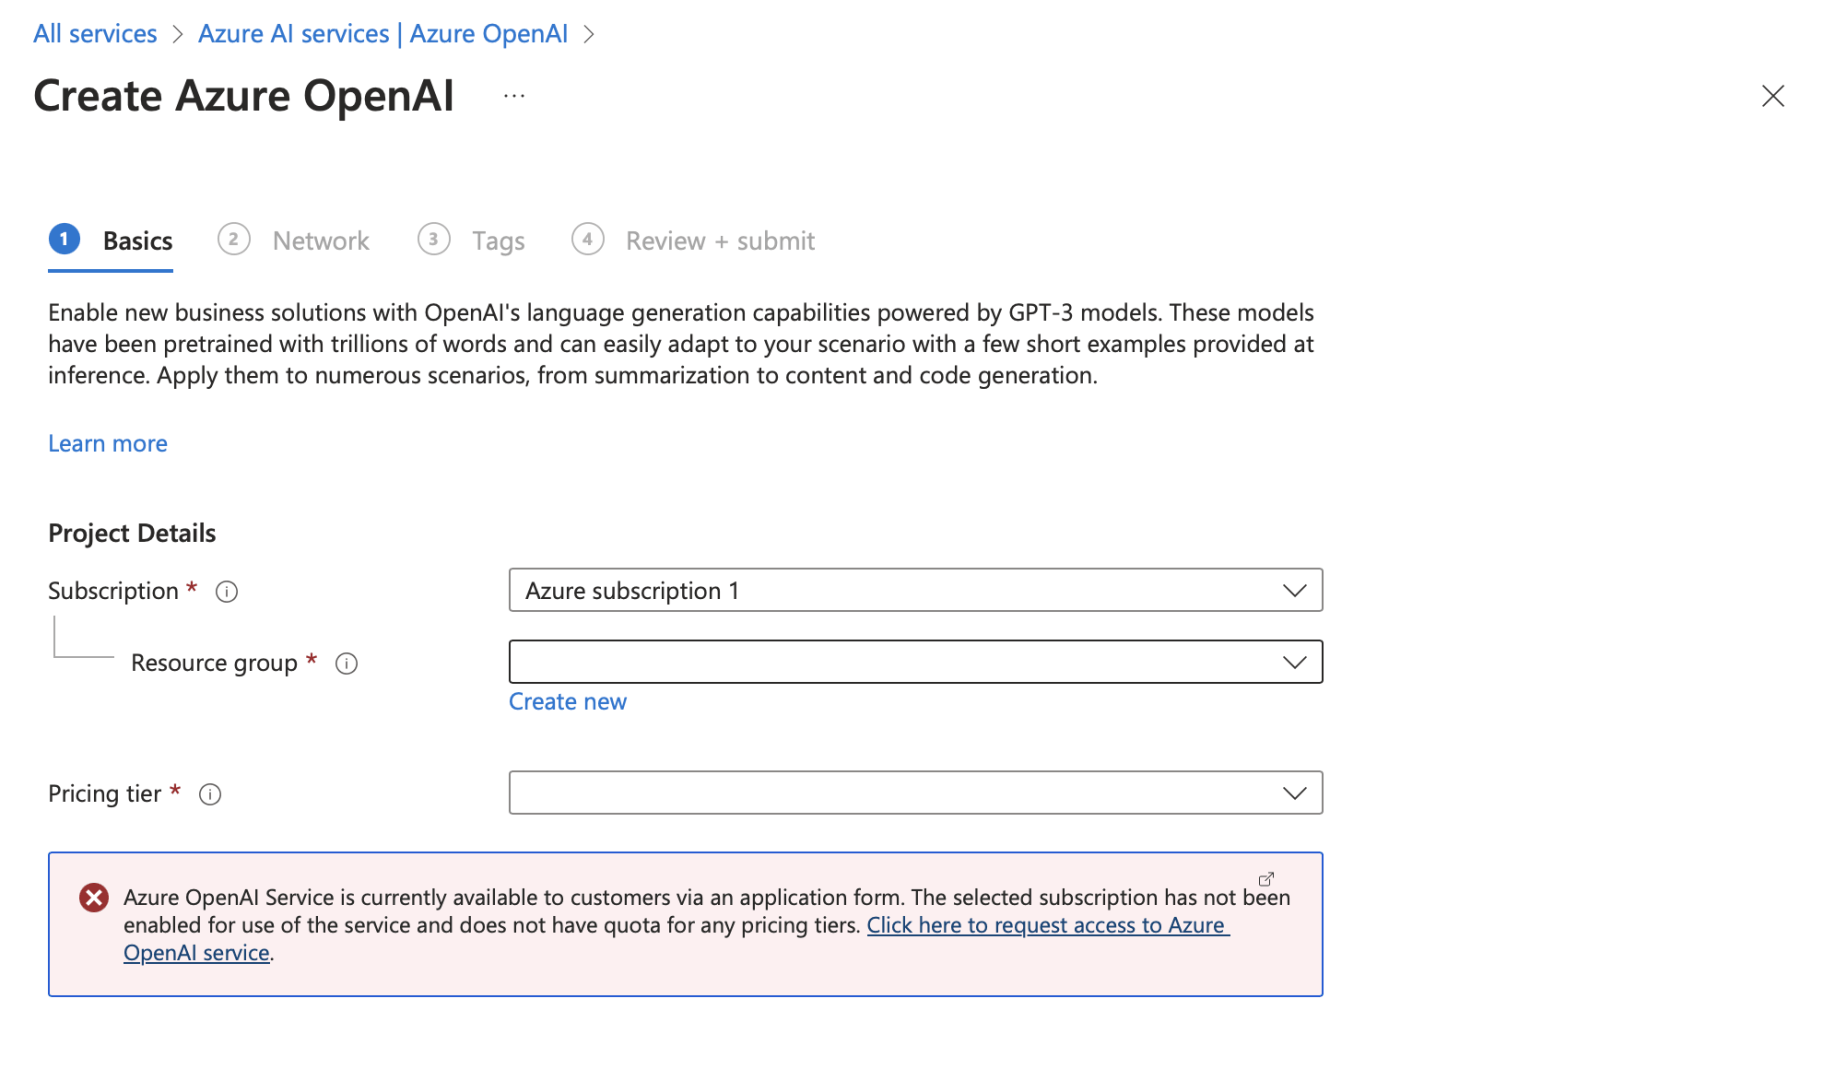 All services > Azure AI services | Azure OpenAI >
Create Azure OpenAI ...
1 Basics 2 Network 3 Tags 4 Review + submit
Enable new business solutions with OpenAI's language generation capabilities powered by GPT-3 models. These models
have been pretrained with trillions of words and can easily adapt to your scenario with a few short examples provided at
inference. Apply them to numerous scenarios, from summarization to content and code generation.
Learn more
Project Details
Subscription * Azure subscription 1
Resource group *
Create new
Pricing tier *
Azure OpenAI Service is currently available to customers via an application form. The selected subscription has not been
enabled for use of the service and does not have quota for any pricing tiers. Click here to request access to Azure
OpenAI service.